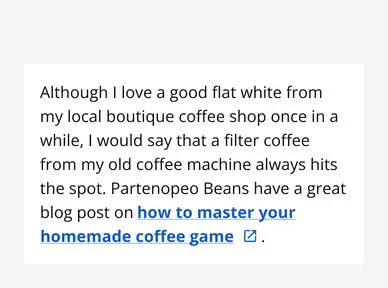 Although I love a good flat white from
my local boutique coffee shop once in a
while, I would say that a filter coffee
from my old coffee machine always hits
the spot. Partenopeo Beans have a great
blog post on how to master your
homemade coffee game .